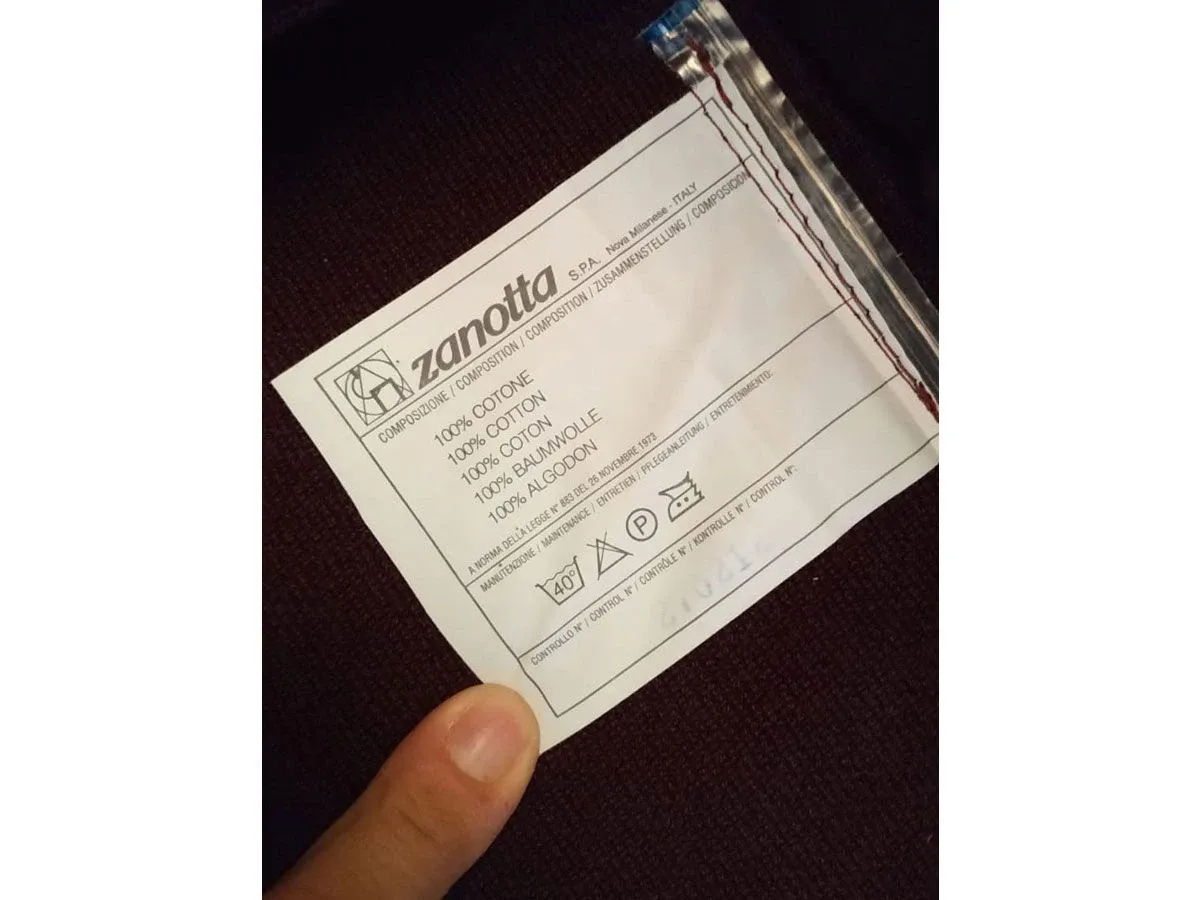 zanotta S.P.A. Nova Milanese - ITALY
COMPOSIZIONE / COMPOSITION / COMPOSITION / ZUSAMMENSTELLUNG / COMPOSICION
100% COTONE
100% COTTON
100% COTON
100% BAUMWOLLE
100% ALGODON
A NORMA DELLA LEGGE N° 883 DEL 26 NOVEMBRE 1973
MANUTENZIONE / MAINTENANCE / ENTRETIEN / PFLEGEANLEITUNG / ENTRETENIMIENTO:
40° P
CONTROLLO N° / CONTROL N° / CONTRÔLE N° / KONTROLLE N° / CONTROL N°: